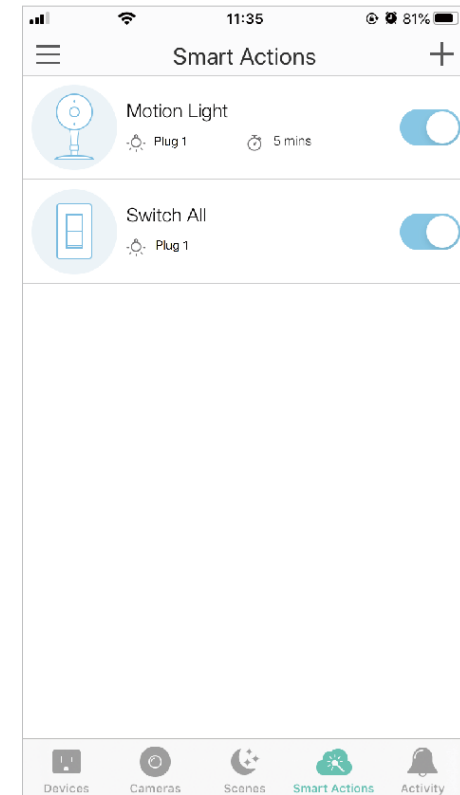 11:35 81%
Smart Actions
Motion Light
Plug 1 5 mins
Switch All
Plug 1
Devices Cameras Scenes Smart Actions Activity